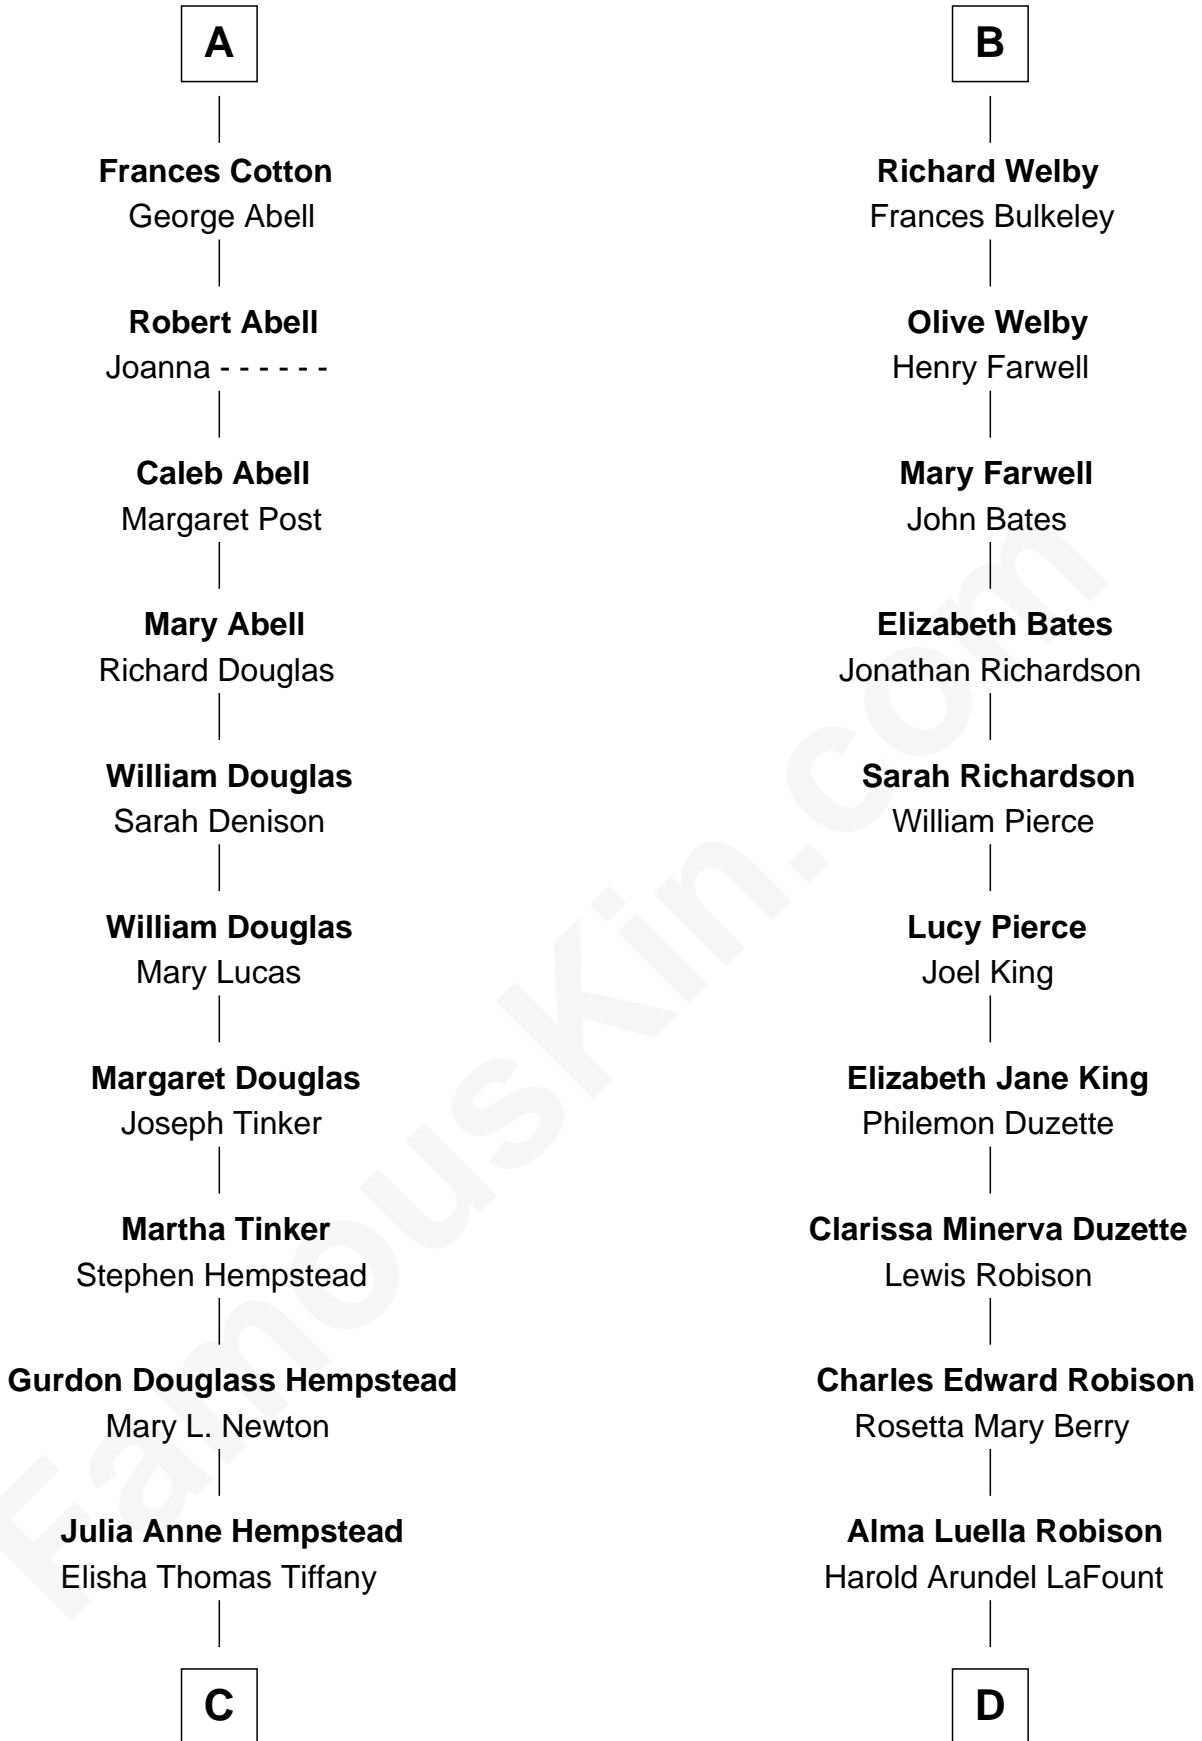 A
Frances Cotton
George Abell
Robert Abell
Joanna - - - - - -
Caleb Abell
Margaret Post
Mary Abell
Richard Douglas
William Douglas
Sarah Denison
William Douglas
Mary Lucas
Margaret Douglas
Joseph Tinker
Martha Tinker
Stephen Hempstead
Gurdon Douglass Hempstead
Mary L. Newton
Julia Anne Hempstead
Elisha Thomas Tiffany
C
B
Richard Welby
Frances Bulkeley
Olive Welby
Henry Farwell
Mary Farwell
John Bates
Elizabeth Bates
Jonathan Richardson
Sarah Richardson
William Pierce
Lucy Pierce
Joel King
Elizabeth Jane King
Philemon Duzette
Clarissa Minerva Duzette
Lewis Robison
Charles Edward Robison
Rosetta Mary Berry
Alma Luella Robison
Harold Arundel LaFount
D
FamousKin.com